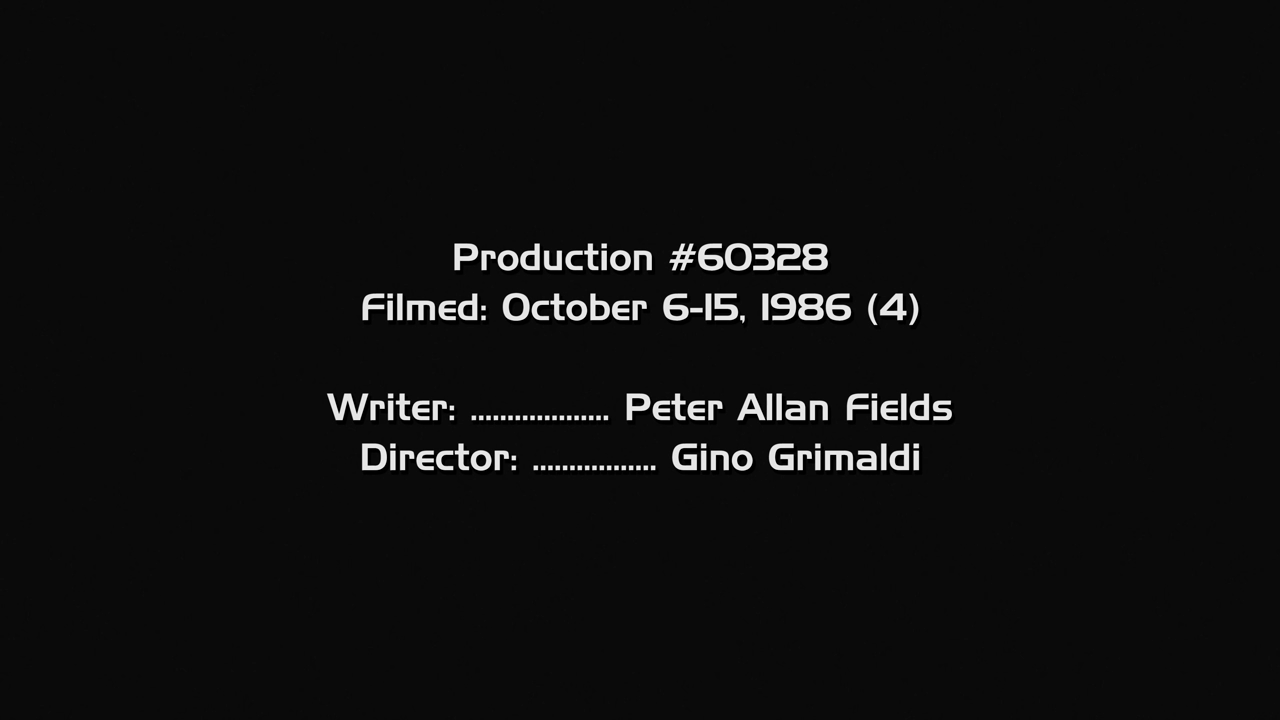 Production #60328
Filmed: October 6-15, 1986 (4)
Writer: ................... Peter Allan Fields
Director: ................. Gino Grimaldi